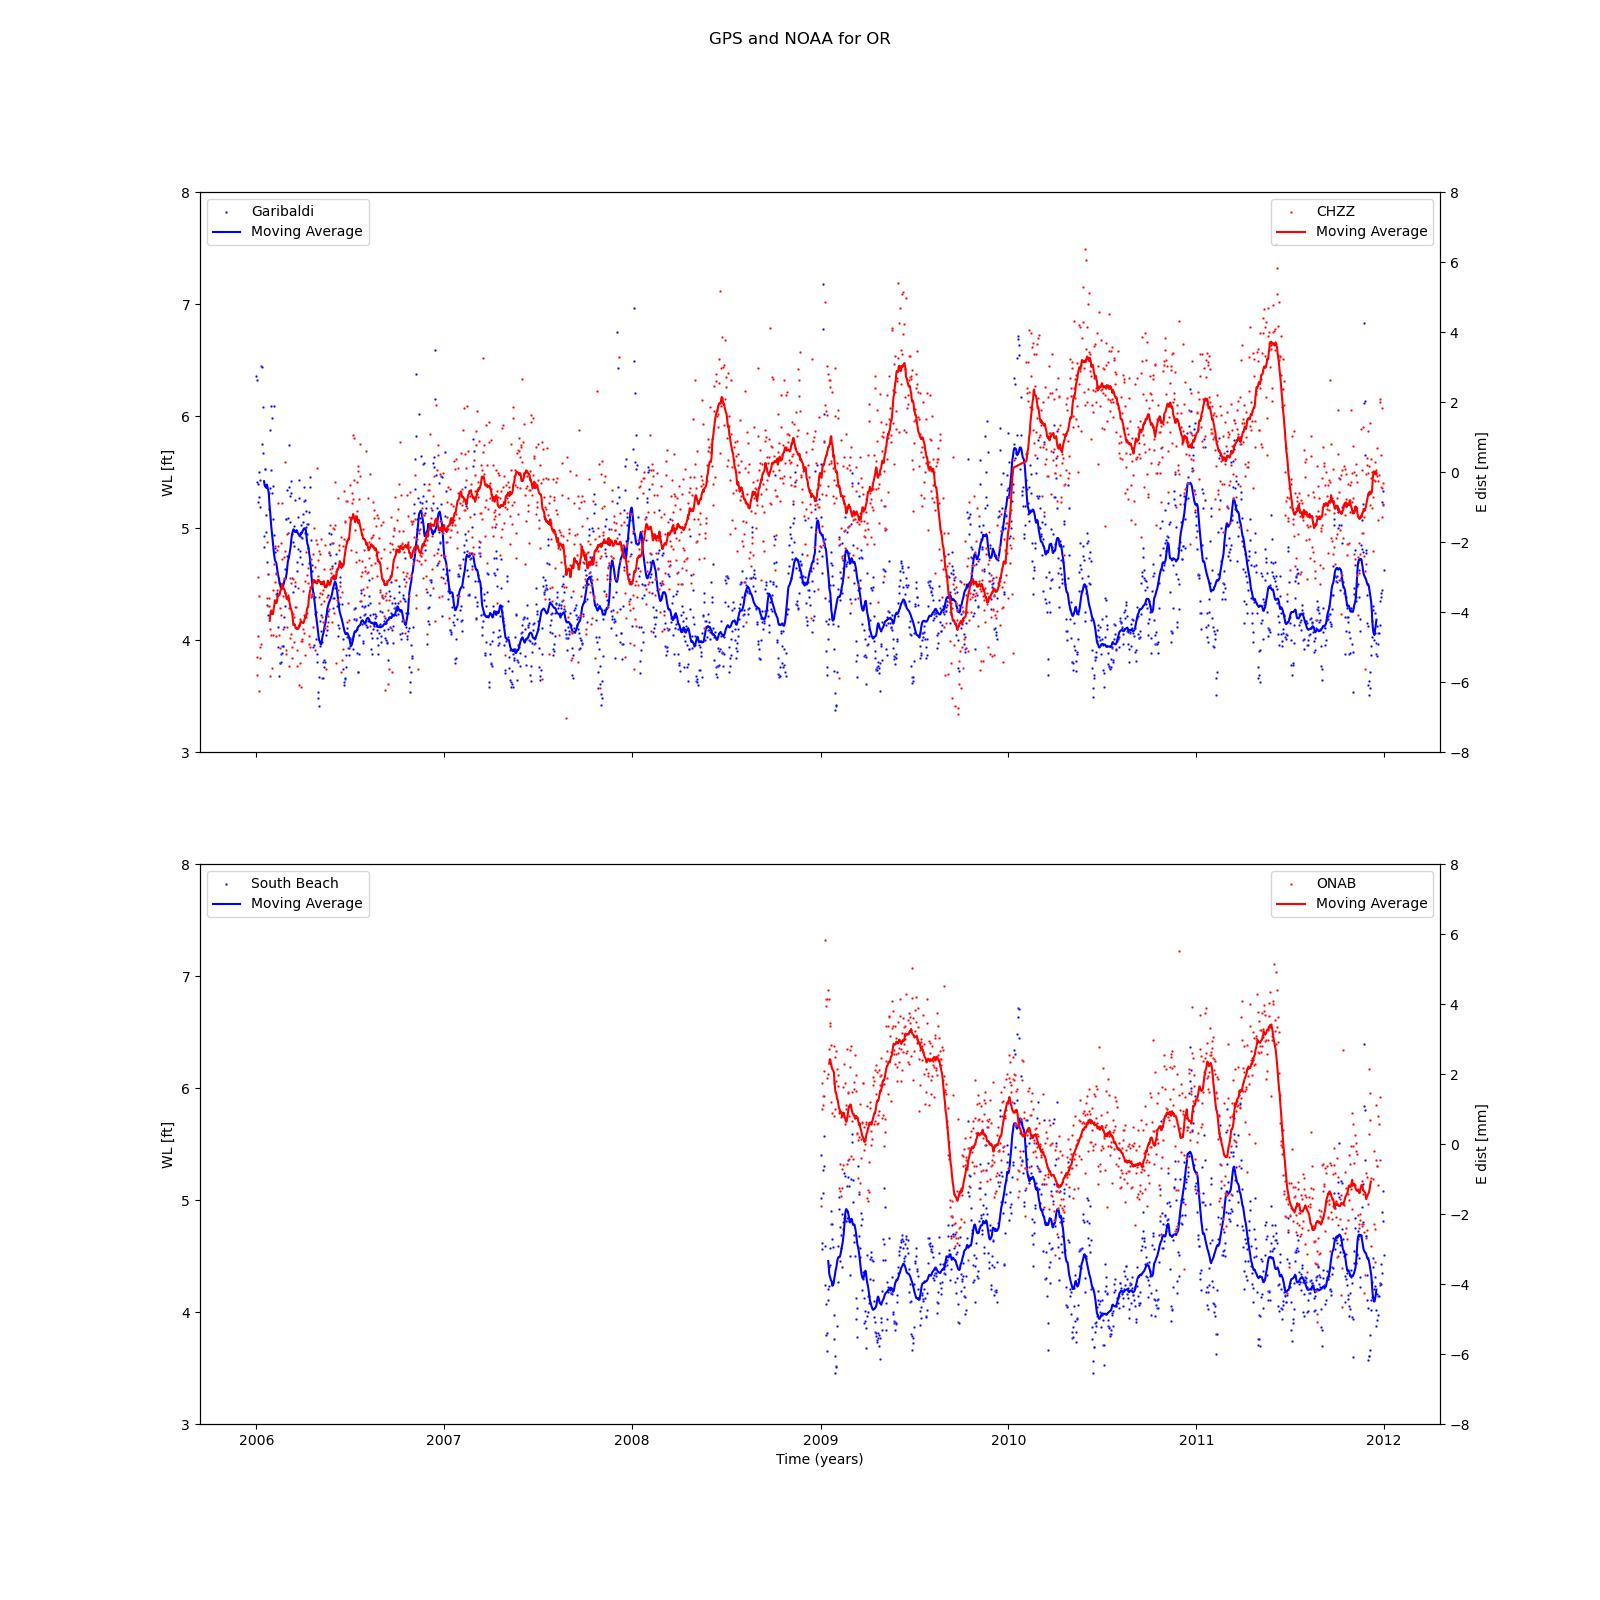 GPS and NOAA for OR
8
7
6
5
4
3
WL [ft]
Garibaldi
Moving Average
CHZZ
Moving Average
8
6
4
2
0
−2
−4
−6
−8
E dist [mm]
8
7
6
5
4
3
WL [ft]
South Beach
Moving Average
ONAB
Moving Average
8
6
4
2
0
−2
−4
−6
−8
E dist [mm]
2006 2007 2008 2009 2010 2011 2012
Time (years)